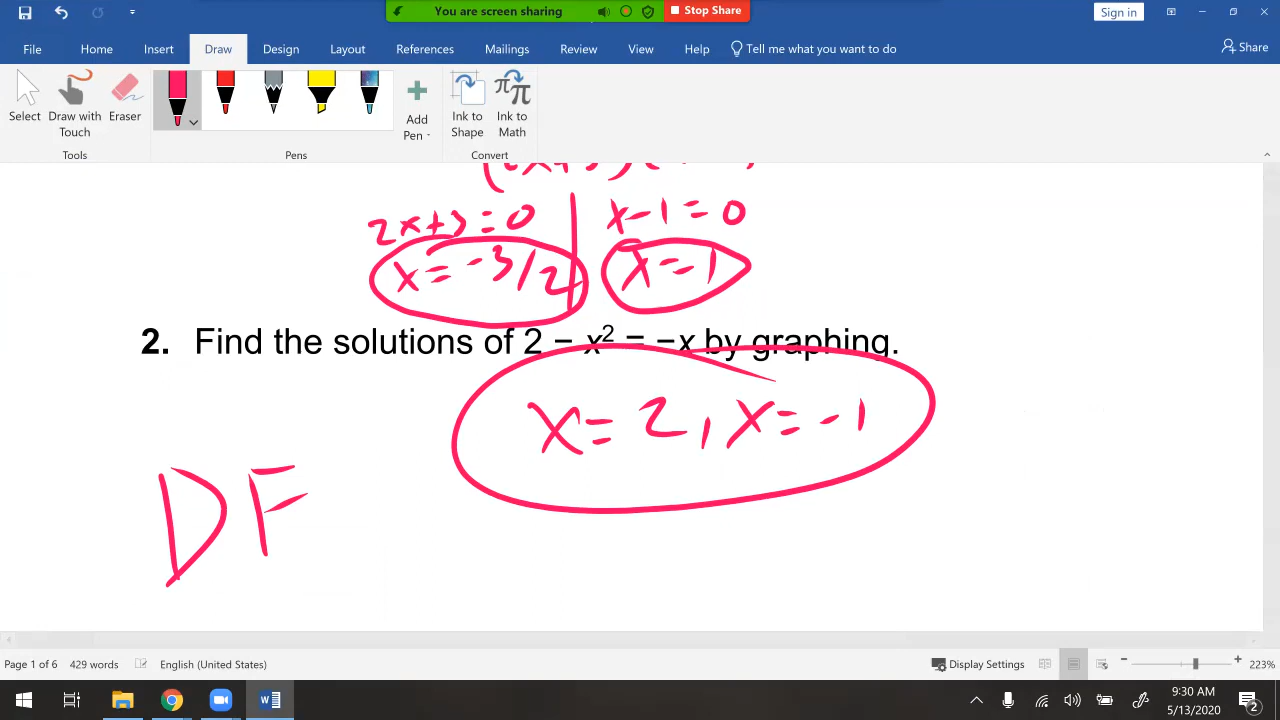 You are screen sharing Stop Share
Sign in
File Home Insert Draw Design Layout References Mailings Review View Help Tell me what you want to do Share
Select Draw with Touch Eraser Add Pen Ink to Shape Ink to Math
Tools Pens Convert
2x+3=0 x-1=0
x=-3/2 x=1
2. Find the solutions of 2 − x² = −x by graphing.
x=2, x=-1
DF
Page 1 of 6 429 words English (United States) Display Settings 223%
9:30 AM
5/13/2020
2